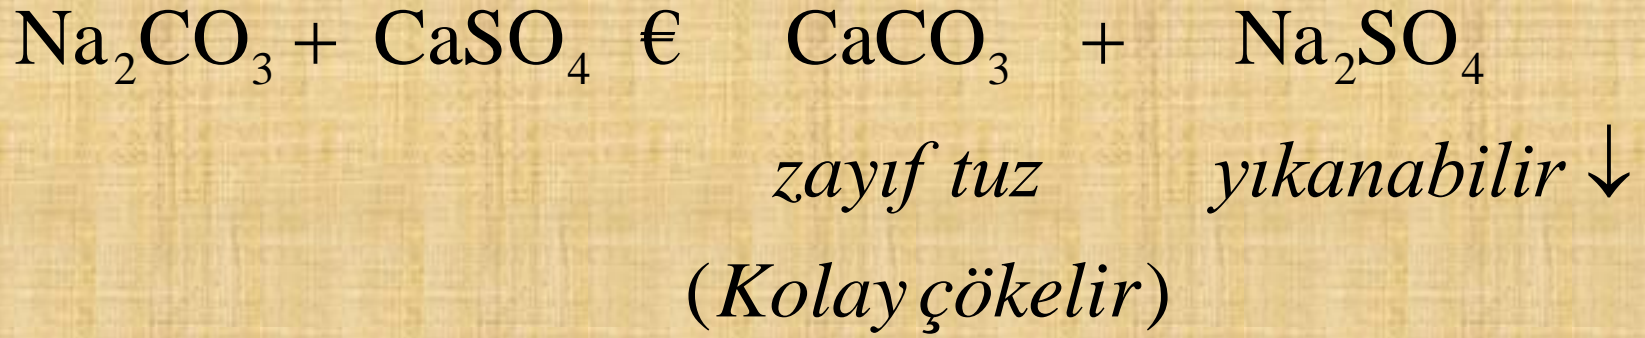 Na₂CO₃ + CaSO₄ € CaCO₃ + Na₂SO₄
zayıf tuz yıkanabilir ↓
(Kolay çökelir)